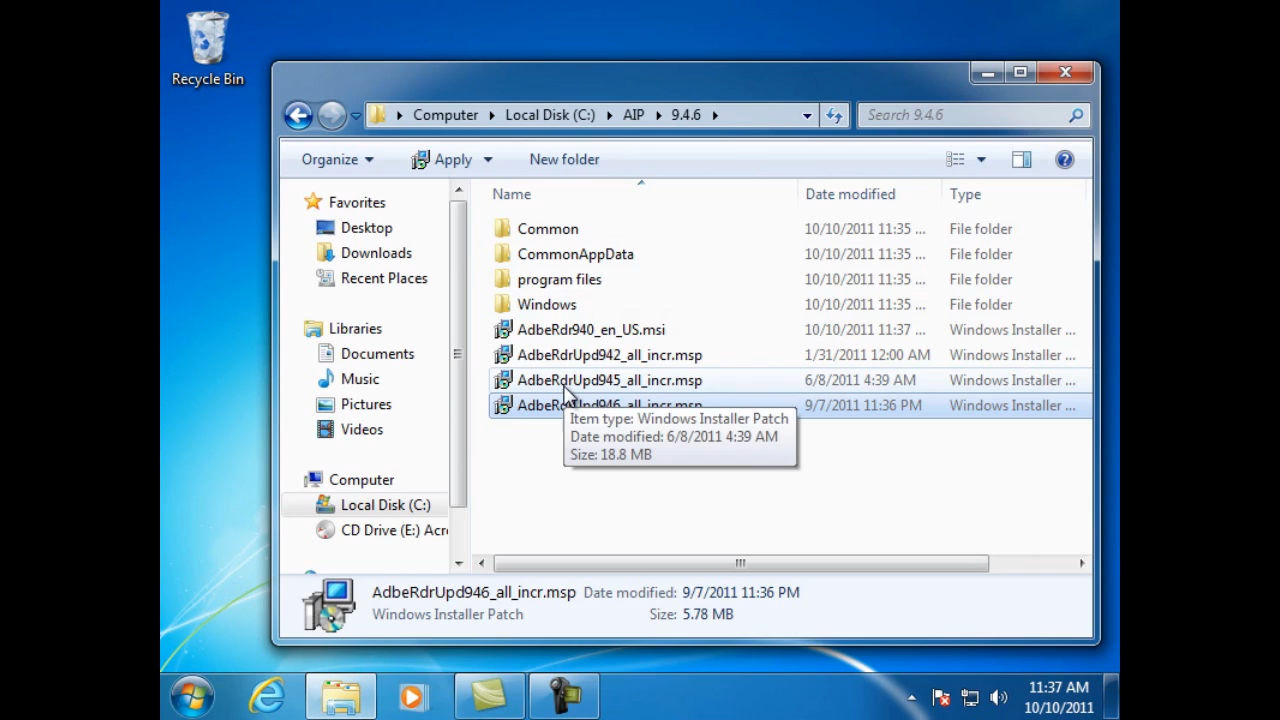 Recycle Bin
Computer Local Disk (C:) AIP 9.4.6
Search 9.4.6
Organize Apply New folder
Name Date modified Type
Favorites
Desktop
Downloads
Recent Places
Libraries
Documents
Music
Pictures
Videos
Computer
Local Disk (C:)
CD Drive (E:) Acr
Common 10/10/2011 11:35 ... File folder
CommonAppData 10/10/2011 11:35 ... File folder
program files 10/10/2011 11:35 ... File folder
Windows 10/10/2011 11:35 ... File folder
AdbeRdr940_en_US.msi 10/10/2011 11:37 ... Windows Installer ...
AdbeRdrUpd942_all_incr.msp 1/31/2011 12:00 AM Windows Installer ...
AdbeRdrUpd945_all_incr.msp 6/8/2011 4:39 AM Windows Installer ...
AdbeRdrUpd946_all_incr.msp 9/7/2011 11:36 PM Windows Installer ...
Item type: Windows Installer Patch
Date modified: 6/8/2011 4:39 AM
Size: 18.8 MB
AdbeRdrUpd946_all_incr.msp Date modified: 9/7/2011 11:36 PM
Windows Installer Patch Size: 5.78 MB
11:37 AM
10/10/2011